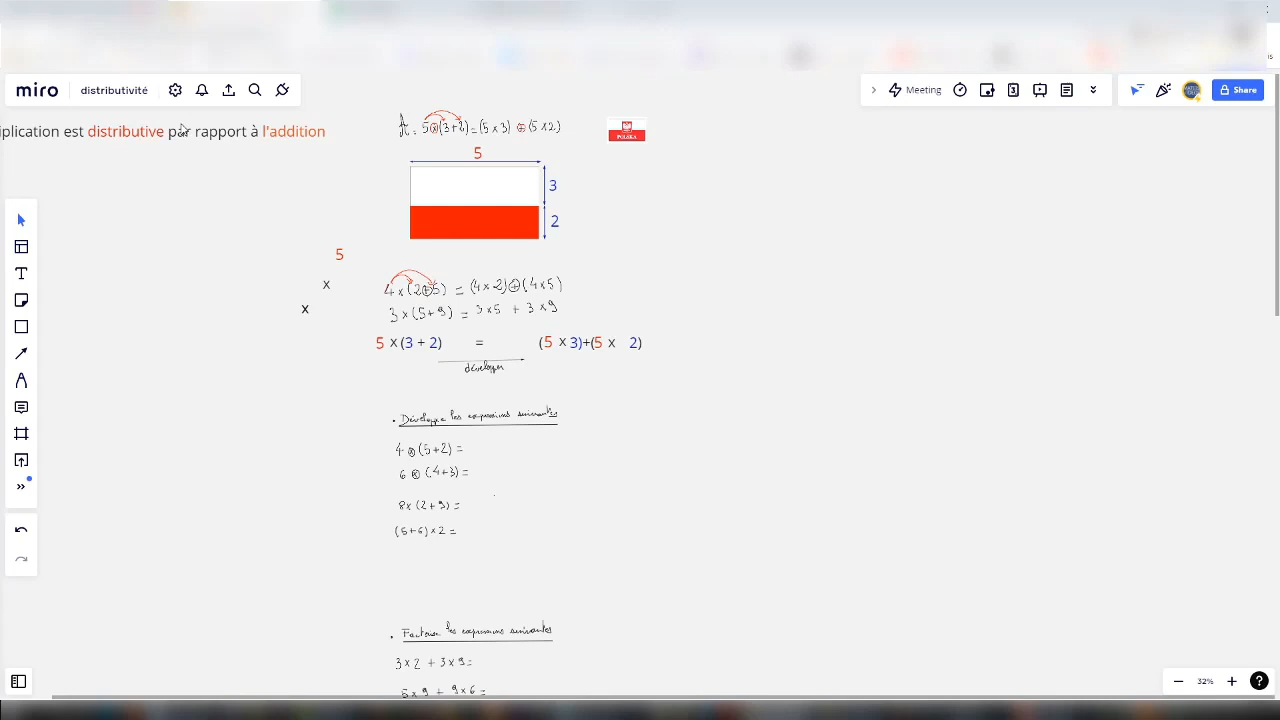 miro distributivité Meeting Share
iplication est distributive par rapport à l'addition
A = 5⊗(3+2)=(5×3) ⊕ (5×2)
POLSKA
5
3
2
5
x
x
4×(2⊕5) = (4×2)⊕(4×5)
3×(5+9) = 3×5 + 3×9
5 x (3 + 2) = (5 x 3)+(5 x 2)
développer
. Développe les expressions suivantes
4 ⊗ (5+2) =
6 ⊗ (4+3) =
8× (2+9) =
(5+6) × 2 =
. Factorise les expressions suivantes
3×2 + 3×9=
5×9 + 9×6=
32%